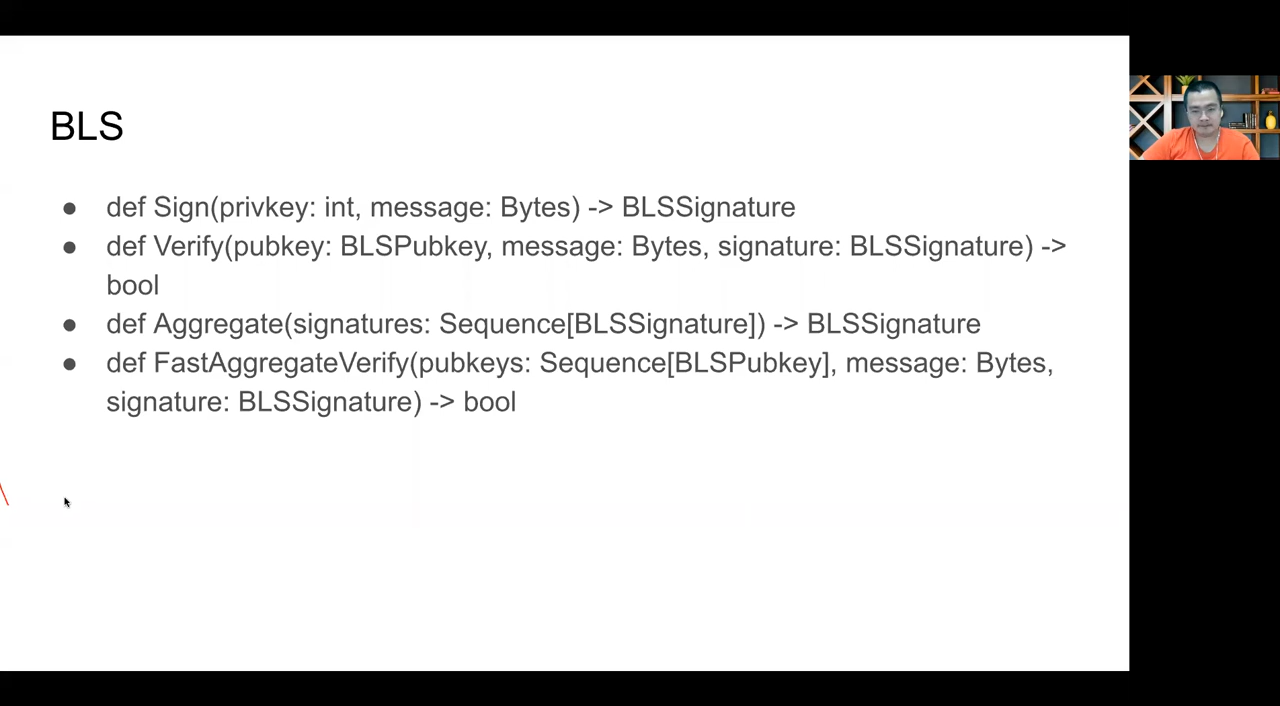 BLS
● def Sign(privkey: int, message: Bytes) -> BLSSignature
● def Verify(pubkey: BLSPubkey, message: Bytes, signature: BLSSignature) ->
bool
● def Aggregate(signatures: Sequence[BLSSignature]) -> BLSSignature
● def FastAggregateVerify(pubkeys: Sequence[BLSPubkey], message: Bytes,
signature: BLSSignature) -> bool